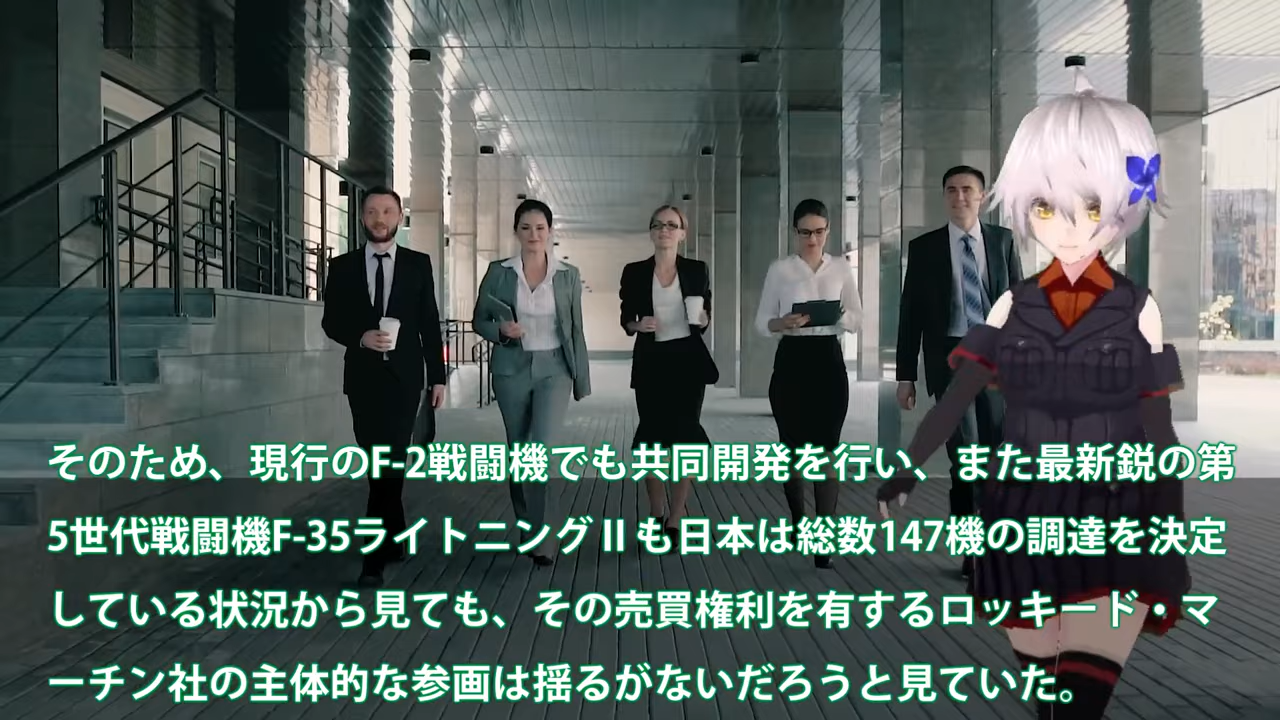 そのため、現行のF-2戦闘機でも共同開発を行い、また最新鋭の第
5世代戦闘機F-35ライトニングⅡも日本は総数147機の調達を決定
している状況から見ても、その売買権利を有するロッキード・マ
ーチン社の主体的な参画は揺るがないだろうと見ていた。